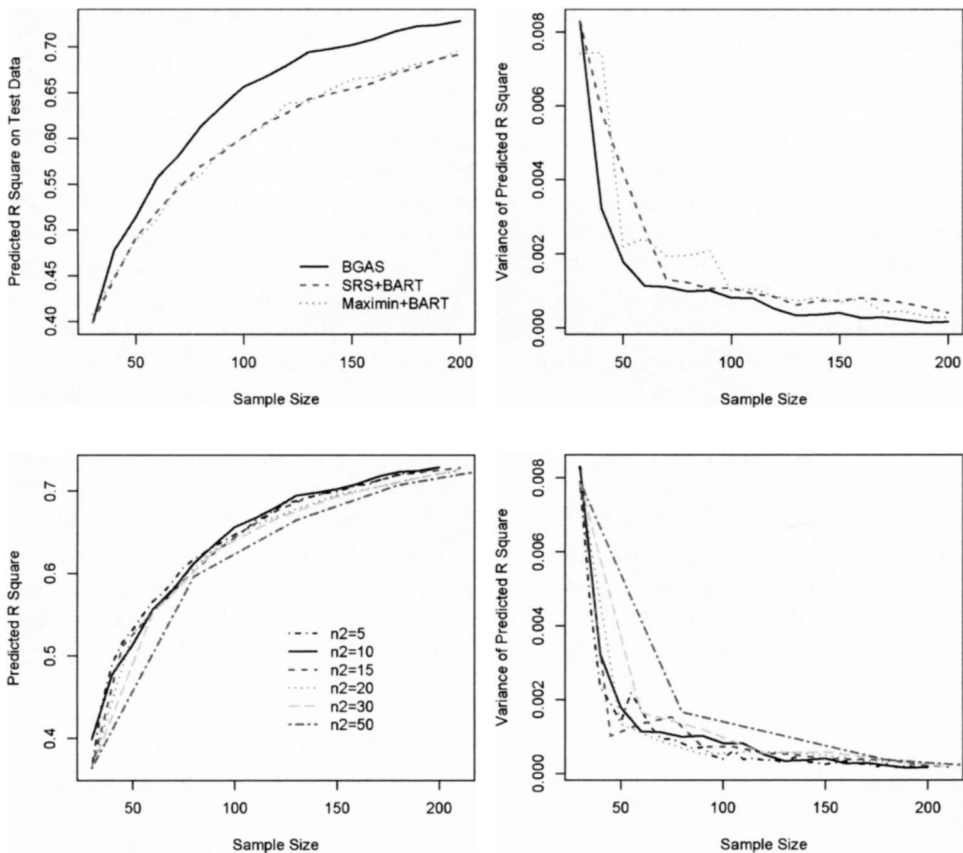 Predicted R Square on Test Data
0.70
0.65
0.60
0.55
0.50
0.45
0.40
BGAS
SRS+BART
Maximin+BART
50 100 150 200
Sample Size
Variance of Predicted R Square
0.008
0.006
0.004
0.002
0.000
50 100 150 200
Sample Size
Predicted R Square
0.7
0.6
0.5
0.4
n2=5
n2=10
n2=15
n2=20
n2=30
n2=50
50 100 150 200
Sample Size
Variance of Predicted R Square
0.008
0.006
0.004
0.002
0.000
50 100 150 200
Sample Size